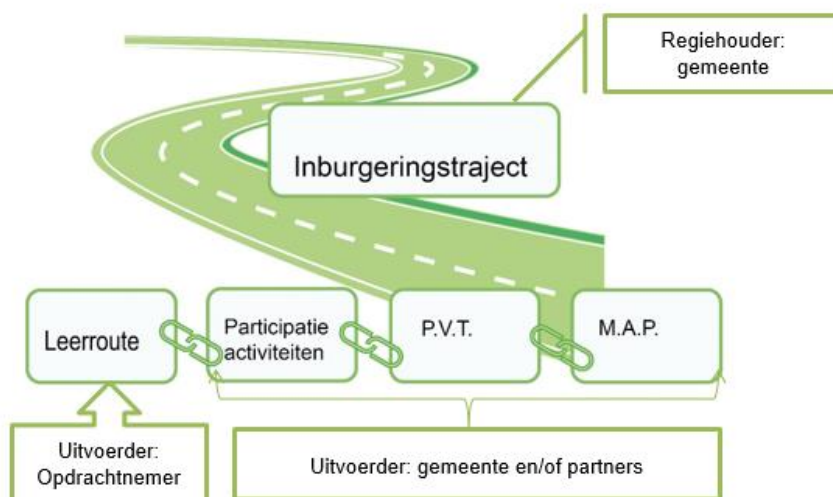 Regiehouder:
gemeente
Inburgeringstraject
Leerroute
Participatie
activiteiten
P.V.T.
M.A.P.
Uitvoerder:
Opdrachtnemer
Uitvoerder: gemeente en/of partners